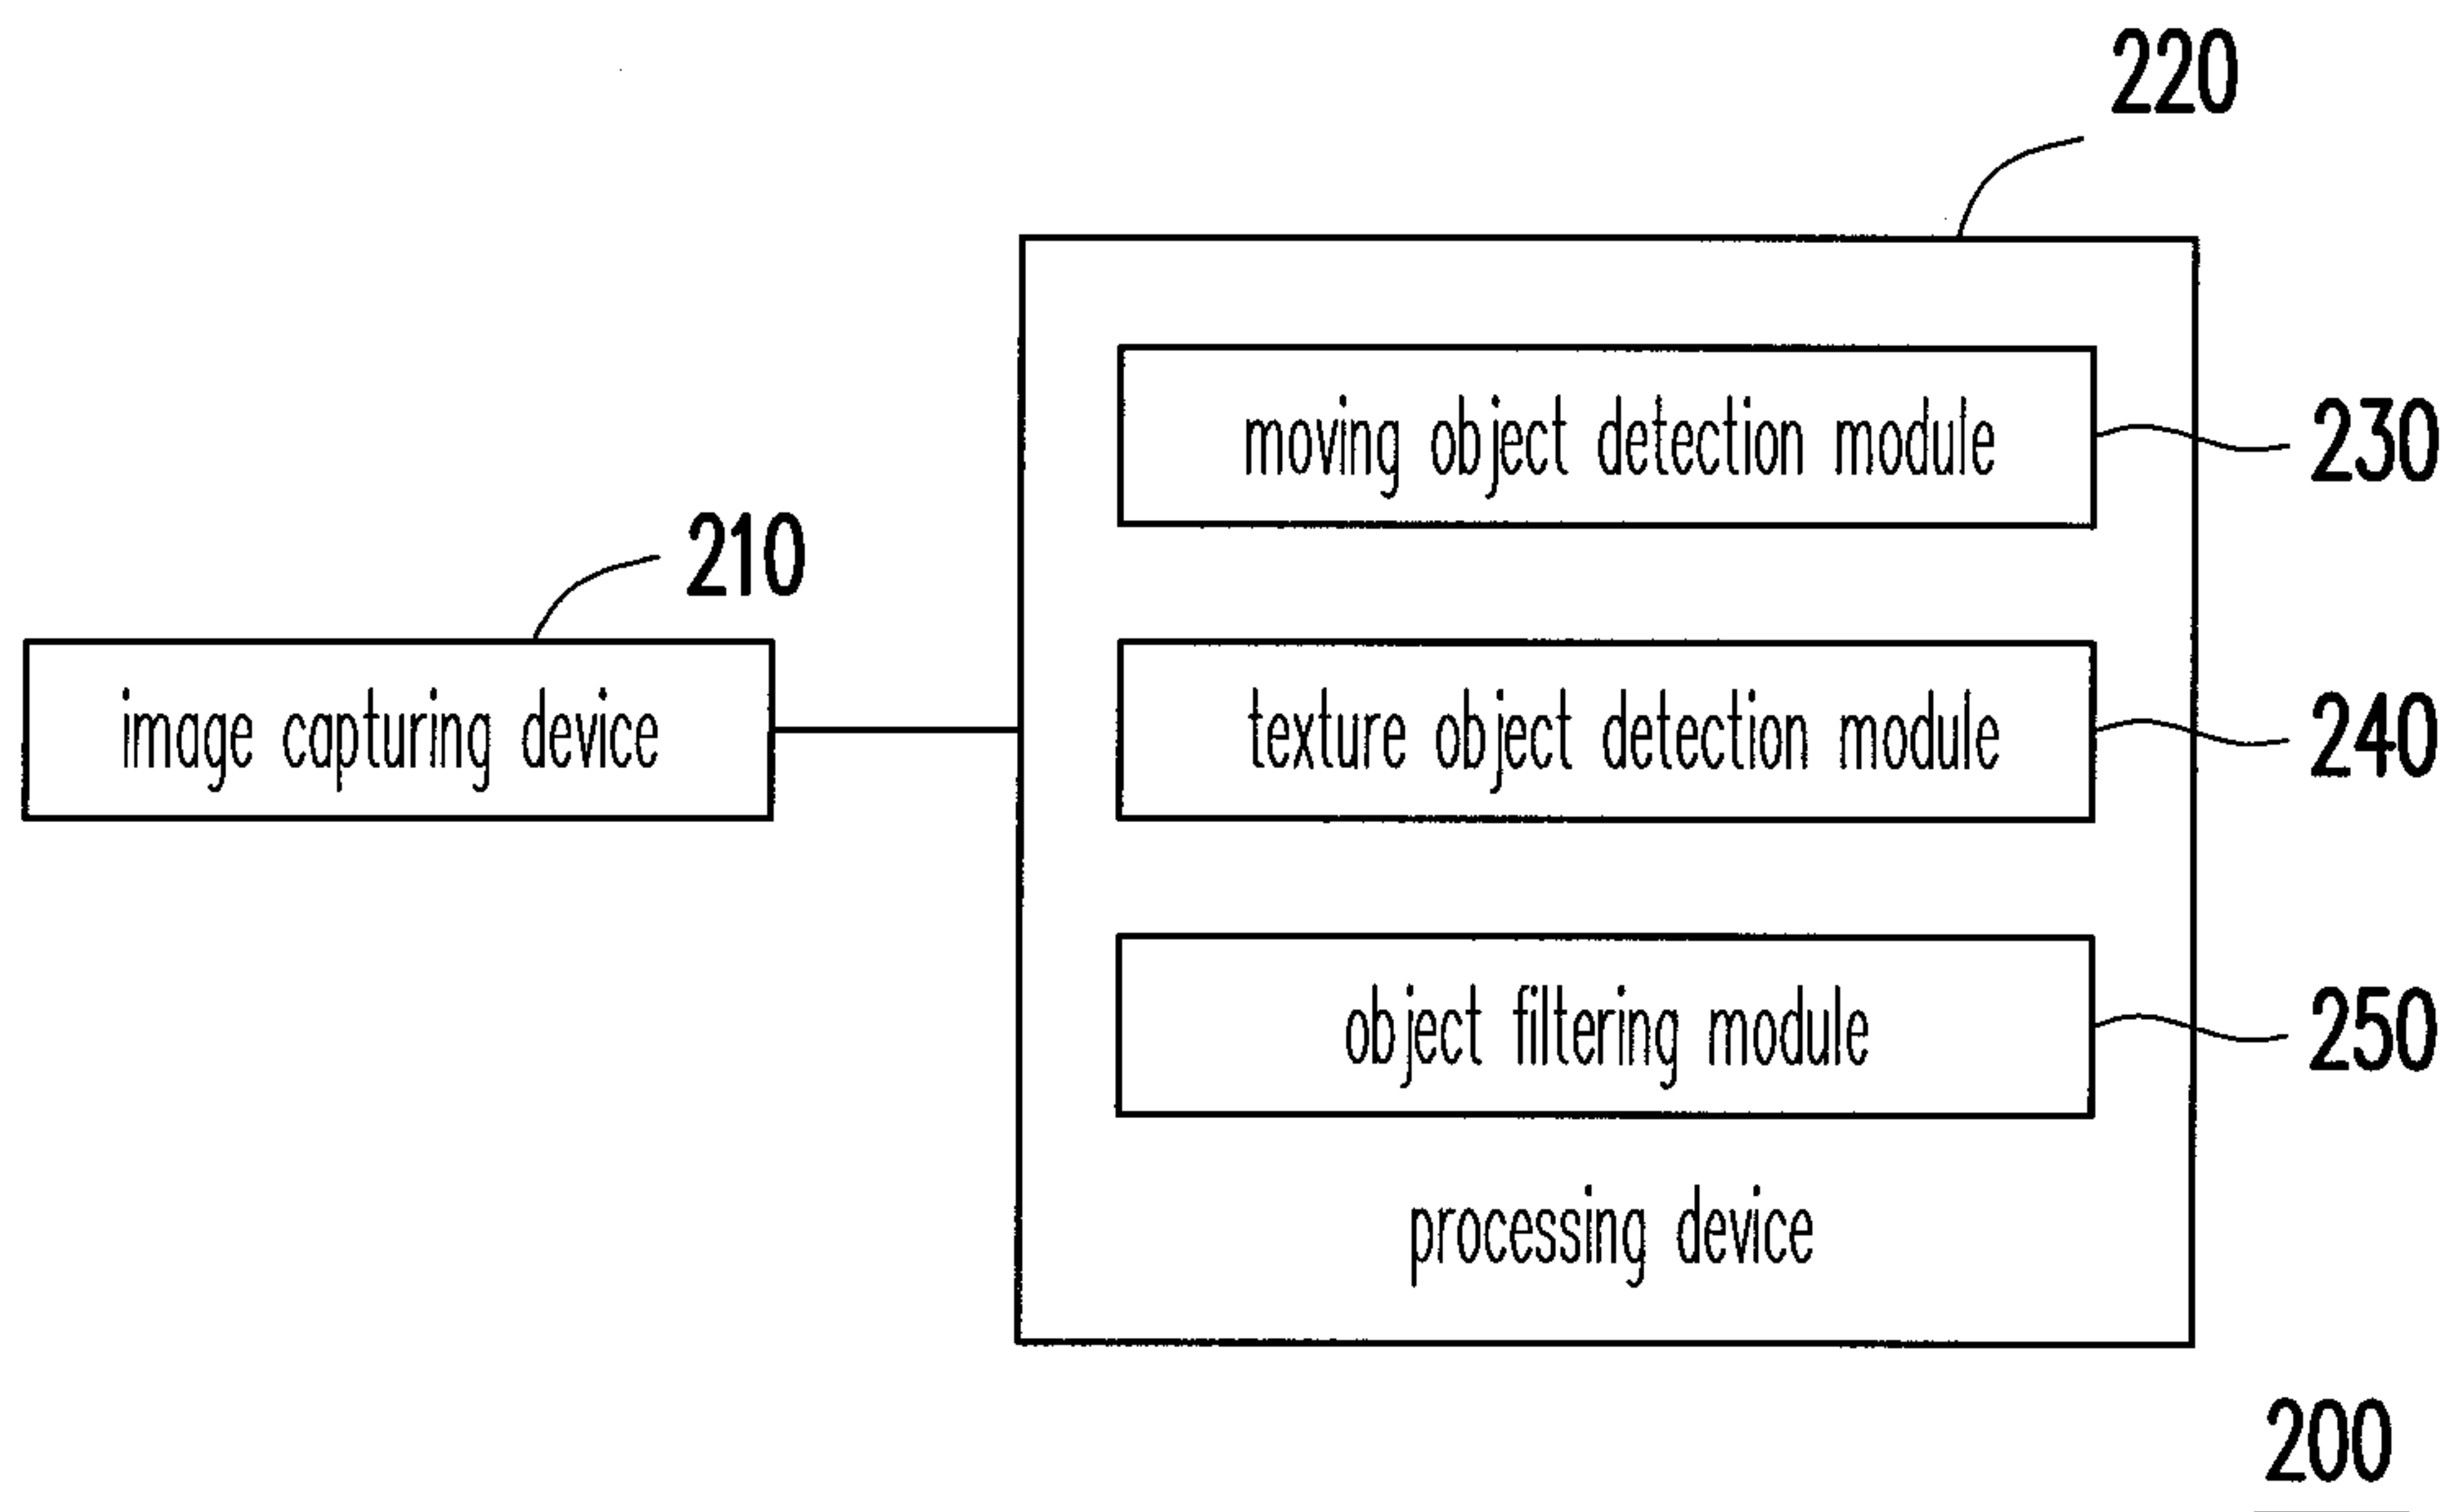 220
moving object detection module
230
210
image capturing device
texture object detection module
240
object filtering module
250
processing device
200